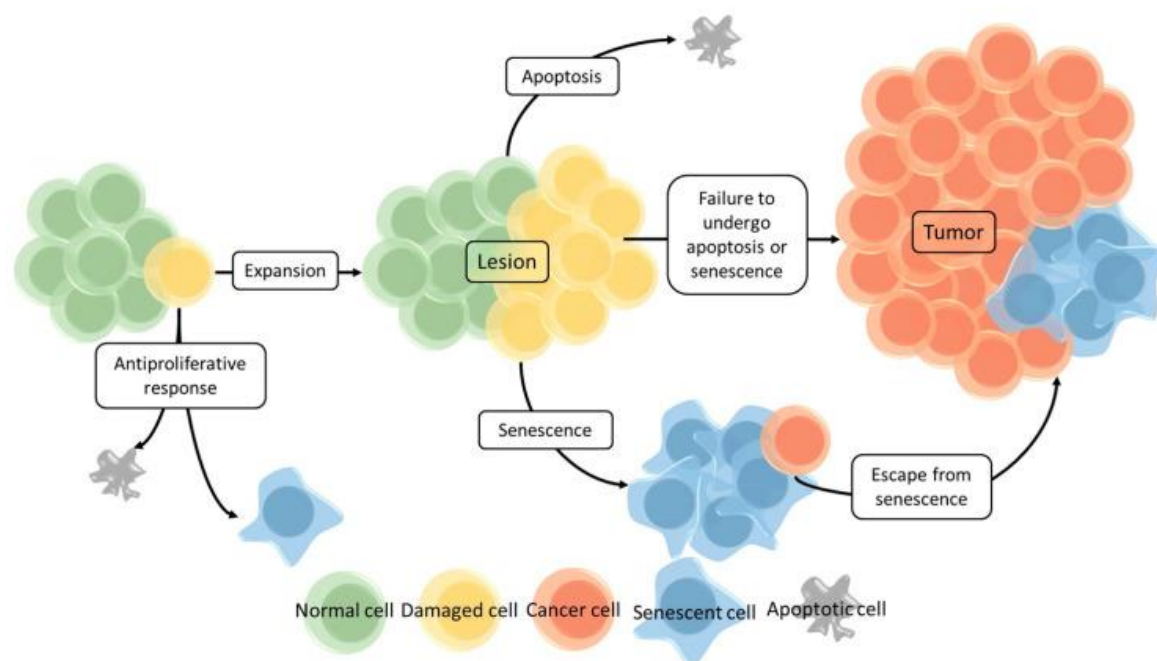 Apoptosis
Failure to
undergo
apoptosis or
senescence
Tumor
Lesion
Expansion
Antiproliferative
response
Senescence
Escape from
senescence
Normal cell
Damaged cell
Cancer cell
Senescent cell
Apoptotic cell